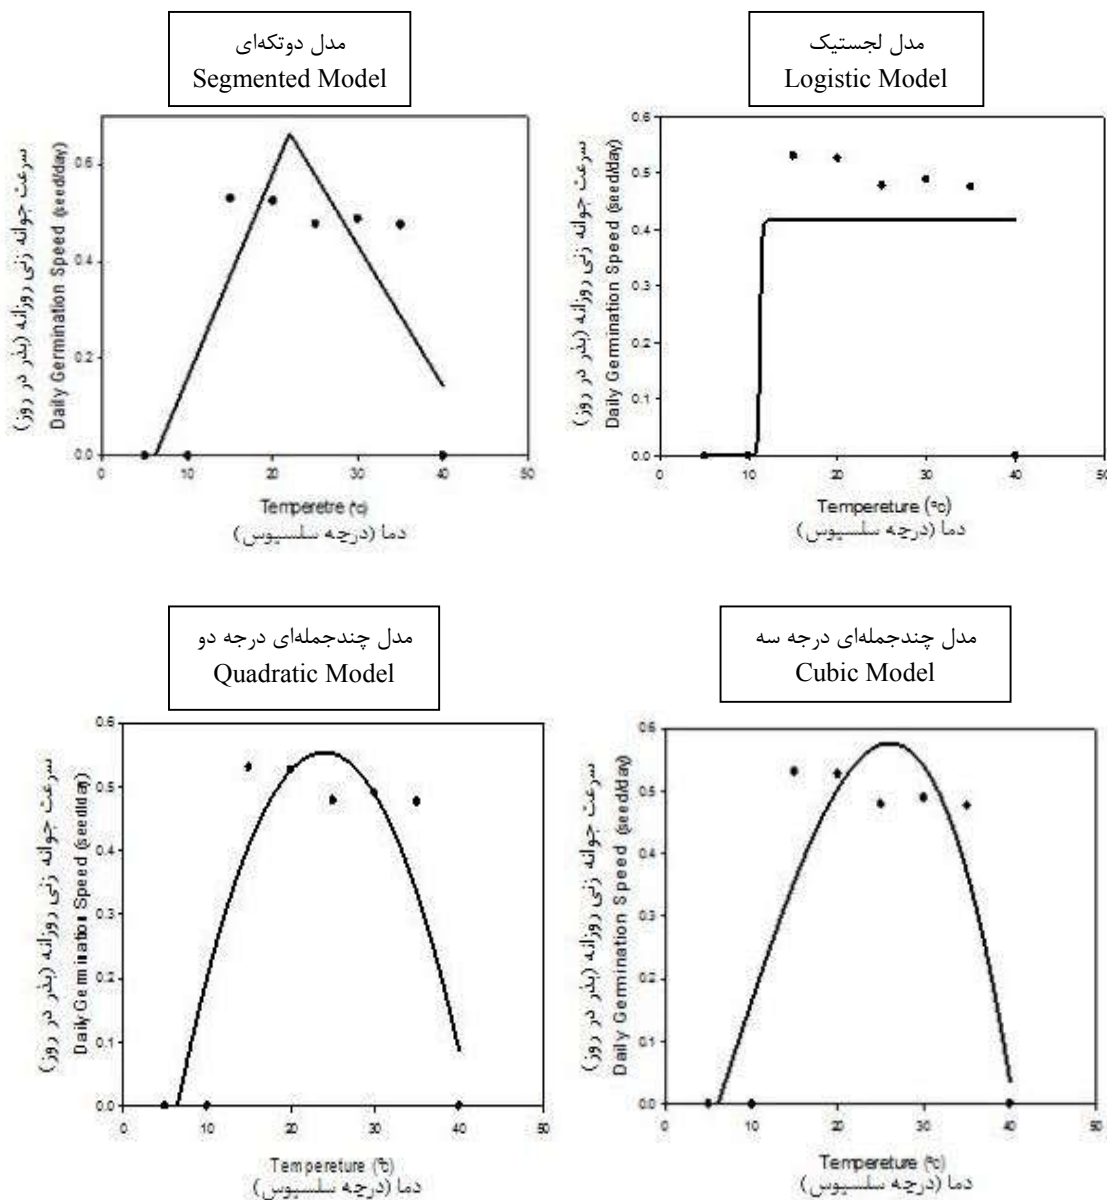 مدل دوتکه‌ای
Segmented Model
سرعت جوانه زنی روزانه (بذر در روز)
Daily Germination Speed (seed/day)
0.6
0.4
0.2
0.0
0
10
20
30
40
50
Temperetre (°c)
دما (درجه سلسیوس)
مدل لجستیک
Logistic Model
سرعت جوانه زنی روزانه (بذر در روز)
Daily Germination Speed (seed/day)
0.6
0.5
0.4
0.3
0.2
0.1
0.0
0
10
20
30
40
50
Tempereture (°c)
دما (درجه سلسیوس)
مدل چندجمله‌ای درجه دو
Quadratic Model
سرعت جوانه زنی روزانه (بذر در روز)
Daily Germination Speed (seed/day)
0.6
0.5
0.4
0.3
0.2
0.1
0.0
0
10
20
30
40
50
Tempereture (°c)
دما (درجه سلسیوس)
مدل چندجمله‌ای درجه سه
Cubic Model
سرعت جوانه زنی روزانه (بذر در روز)
Daily Germination Speed (seed/day)
0.6
0.5
0.4
0.3
0.2
0.1
0.0
0
10
20
30
40
50
Tempereture (°c)
دما (درجه سلسیوس)